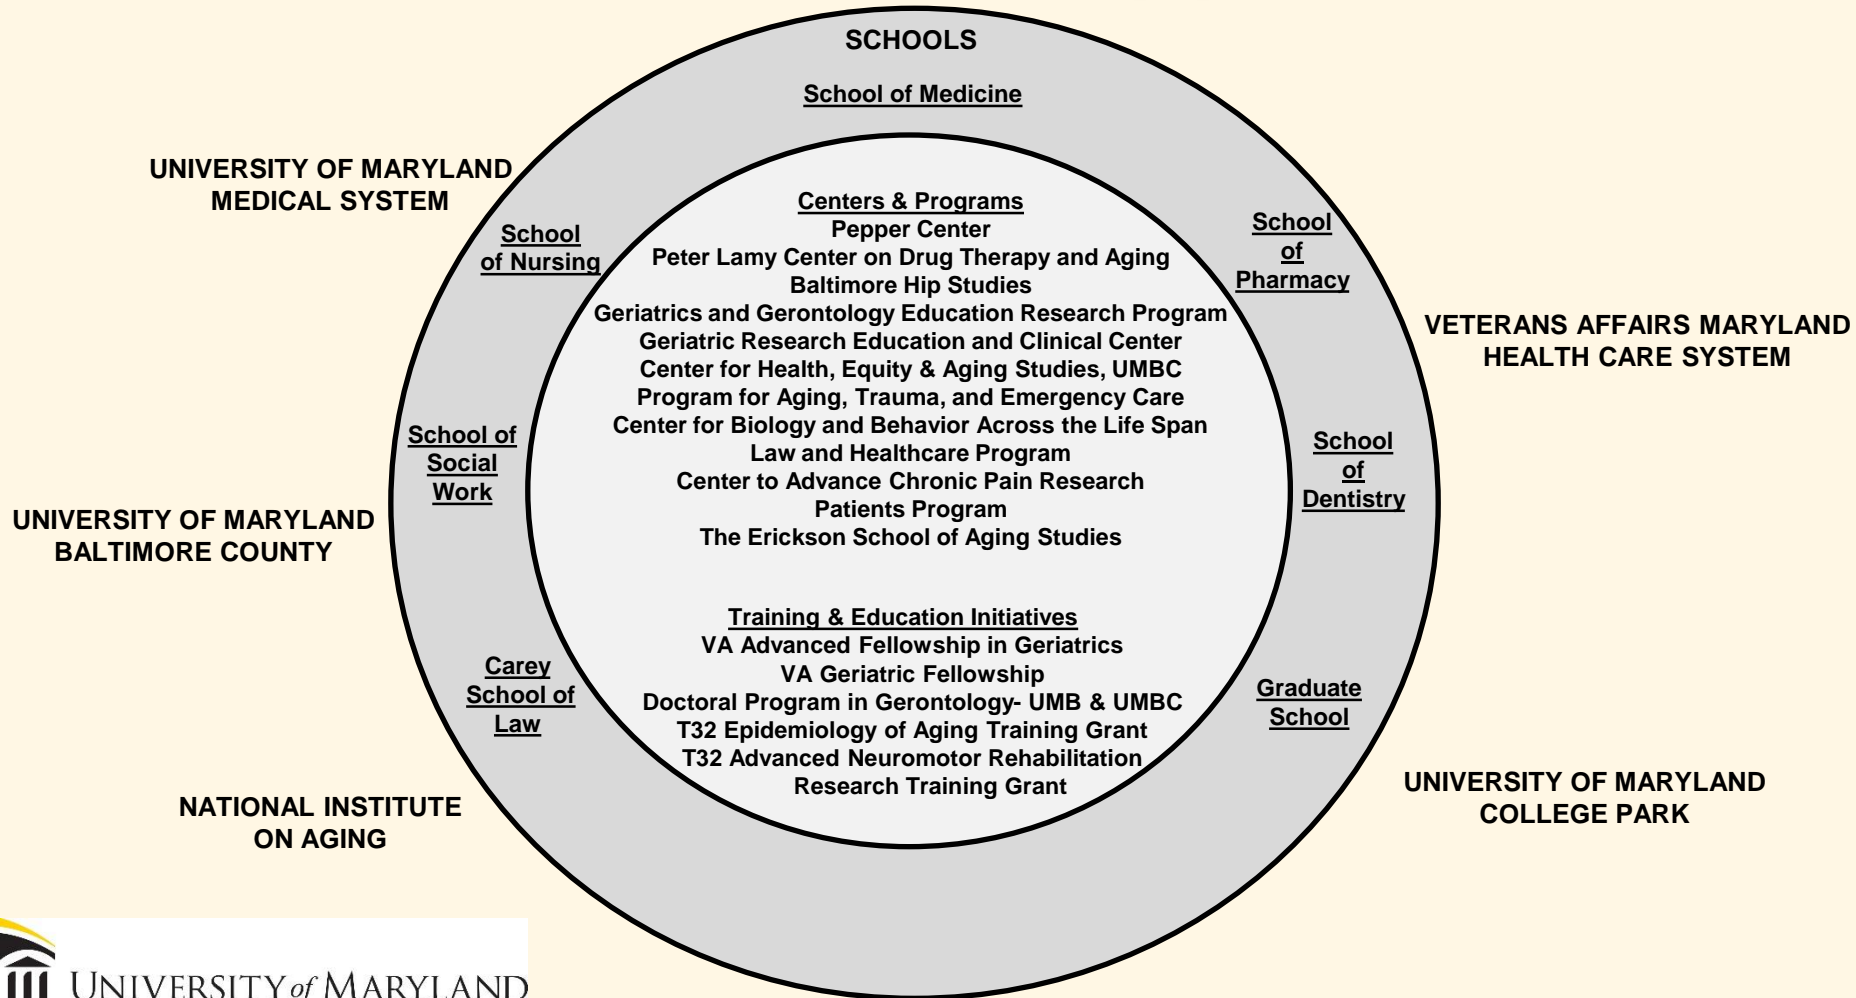 SCHOOLS
School of Medicine
UNIVERSITY OF MARYLAND
MEDICAL SYSTEM
School
of Nursing
School of
Social
Work
UNIVERSITY OF MARYLAND
BALTIMORE COUNTY
Carey
School of
Law
NATIONAL INSTITUTE
ON AGING
Centers & Programs
Pepper Center
Peter Lamy Center on Drug Therapy and Aging
Baltimore Hip Studies
Geriatrics and Gerontology Education Research Program
Geriatric Research Education and Clinical Center
Center for Health, Equity & Aging Studies, UMBC
Program for Aging, Trauma, and Emergency Care
Center for Biology and Behavior Across the Life Span
Law and Healthcare Program
Center to Advance Chronic Pain Research
Patients Program
The Erickson School of Aging Studies
Training & Education Initiatives
VA Advanced Fellowship in Geriatrics
VA Geriatric Fellowship
Doctoral Program in Gerontology- UMB & UMBC
T32 Epidemiology of Aging Training Grant
T32 Advanced Neuromotor Rehabilitation
Research Training Grant
School
of
Pharmacy
VETERANS AFFAIRS MARYLAND
HEALTH CARE SYSTEM
School
of
Dentistry
Graduate
School
UNIVERSITY OF MARYLAND
COLLEGE PARK
UNIVERSITY of MARYLAND